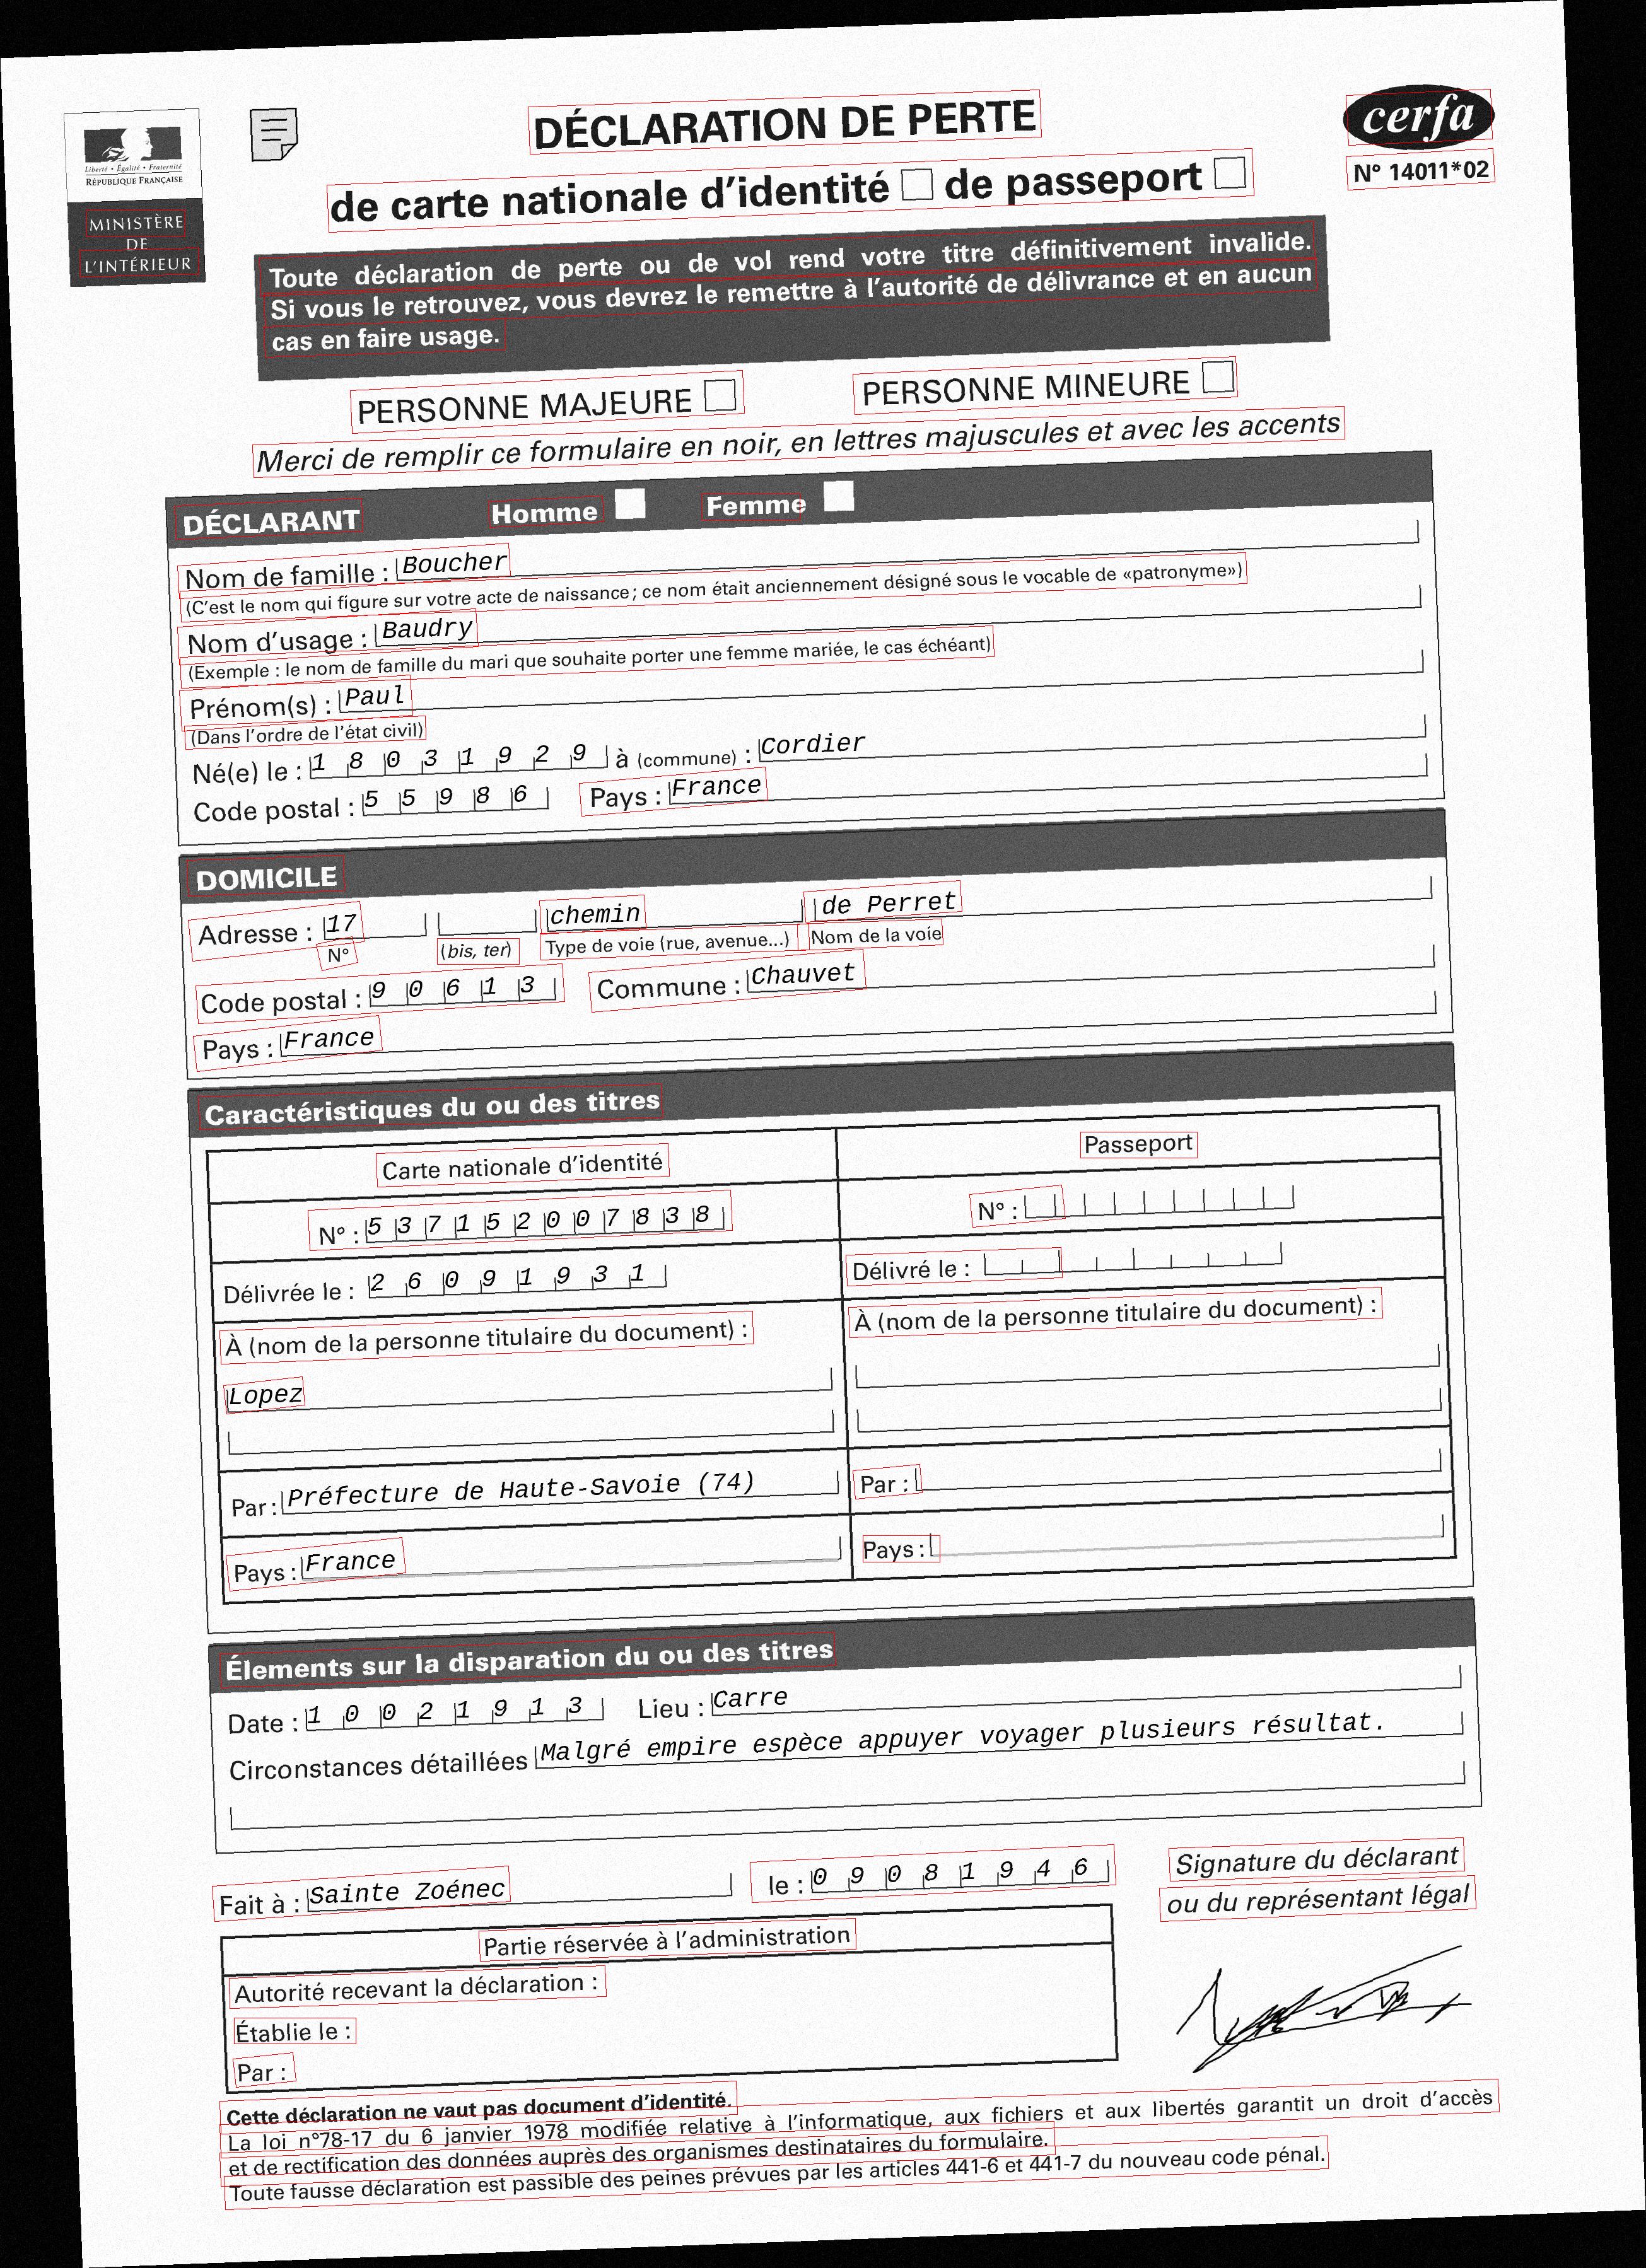 Liberté • Égalité • Fraternité
RÉPUBLIQUE FRANÇAISE
MINISTÈRE
DE
L'INTÉRIEUR
DÉCLARATION DE PERTE
de carte nationale d'identité de passeport
cerfa
N° 14011*02
Toute déclaration de perte ou de vol rend votre titre définitivement invalide.
Si vous le retrouvez, vous devrez le remettre à l'autorité de délivrance et en aucun
cas en faire usage.
PERSONNE MAJEURE PERSONNE MINEURE
Merci de remplir ce formulaire en noir, en lettres majuscules et avec les accents
DÉCLARANT Homme Femme
Nom de famille : Boucher
(C'est le nom qui figure sur votre acte de naissance; ce nom était anciennement désigné sous le vocable de «patronyme»)
Nom d'usage : Baudry
(Exemple : le nom de famille du mari que souhaite porter une femme mariée, le cas échéant)
Prénom(s) : Paul
(Dans l'ordre de l'état civil)
Né(e) le : 1 8 0 3 1 9 2 9 à (commune) : Cordier
Code postal : 5 5 9 8 6 Pays : France
DOMICILE
Adresse : 17 chemin de Perret
N° (bis, ter) Type de voie (rue, avenue...) Nom de la voie
Code postal : 9 0 6 1 3 Commune : Chauvet
Pays : France
Caractéristiques du ou des titres
Carte nationale d'identité Passeport
N° : 5 3 7 1 5 2 0 0 7 8 3 8 N° :
Délivrée le : 2 6 0 9 1 9 3 1 Délivré le :
À (nom de la personne titulaire du document) : À (nom de la personne titulaire du document) :
Lopez
Par : Préfecture de Haute-Savoie (74) Par :
Pays : France Pays :
Élements sur la disparation du ou des titres
Date : 1 0 0 2 1 9 1 3 Lieu : Carre
Circonstances détaillées Malgré empire espèce appuyer voyager plusieurs résultat.
Fait à : Sainte Zoénec le : 0 9 0 8 1 9 4 6
Signature du déclarant
ou du représentant légal
Partie réservée à l'administration
Autorité recevant la déclaration :
Établie le :
Par :
Cette déclaration ne vaut pas document d'identité.
La loi n°78-17 du 6 janvier 1978 modifiée relative à l'informatique, aux fichiers et aux libertés garantit un droit d'accès
et de rectification des données auprès des organismes destinataires du formulaire.
Toute fausse déclaration est passible des peines prévues par les articles 441-6 et 441-7 du nouveau code pénal.